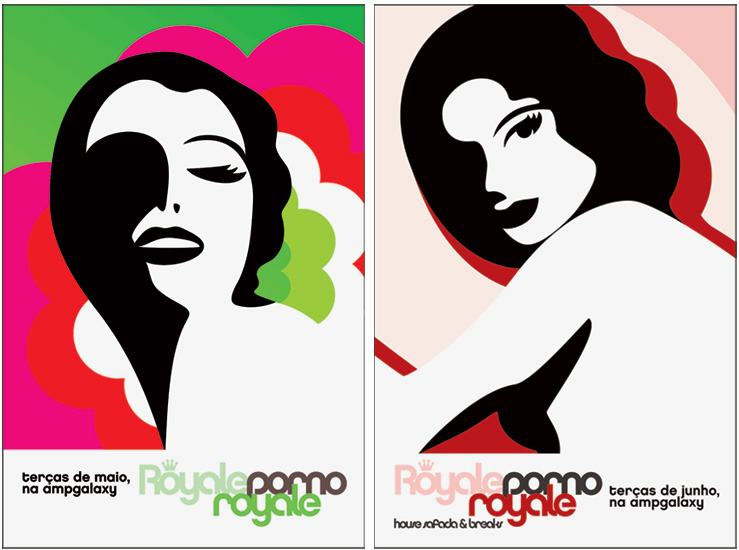 terças de maio,
na ampgalaxy
Royale porno
royale
Royale porno
royale
house safada & breaks
terças de junho,
na ampgalaxy